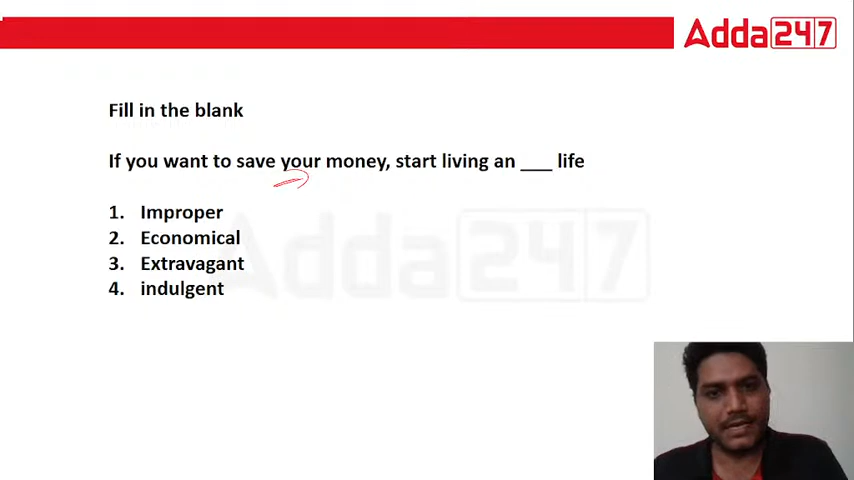 Adda247
Fill in the blank
If you want to save your money, start living an ___ life
1. Improper
2. Economical
3. Extravagant
4. indulgent
Adda247